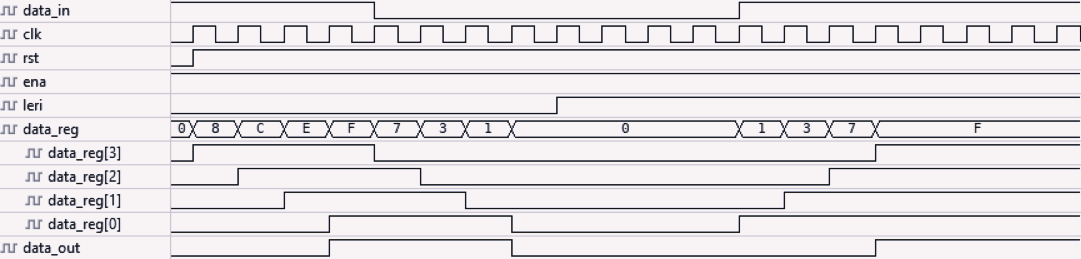 data_in
clk
rst
ena
leri
data_reg 0 8 C E F 7 3 1 0 1 3 7 F
data_reg[3]
data_reg[2]
data_reg[1]
data_reg[0]
data_out